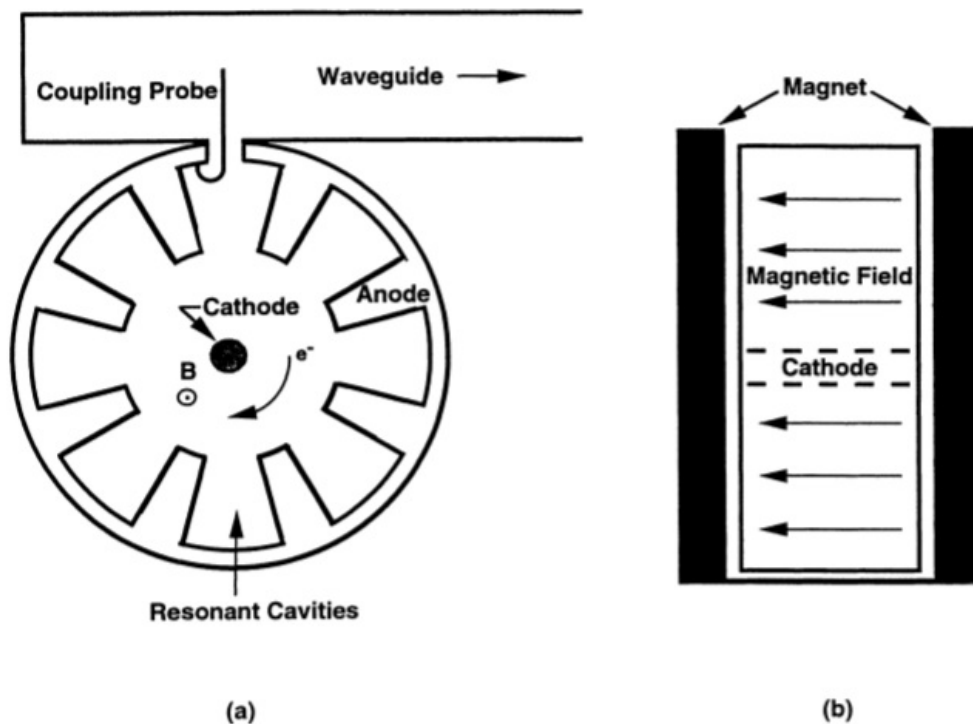 Coupling Probe
Waveguide
Cathode
Anode
B
e-
Resonant Cavities
(a)
Magnet
Magnetic Field
Cathode
(b)